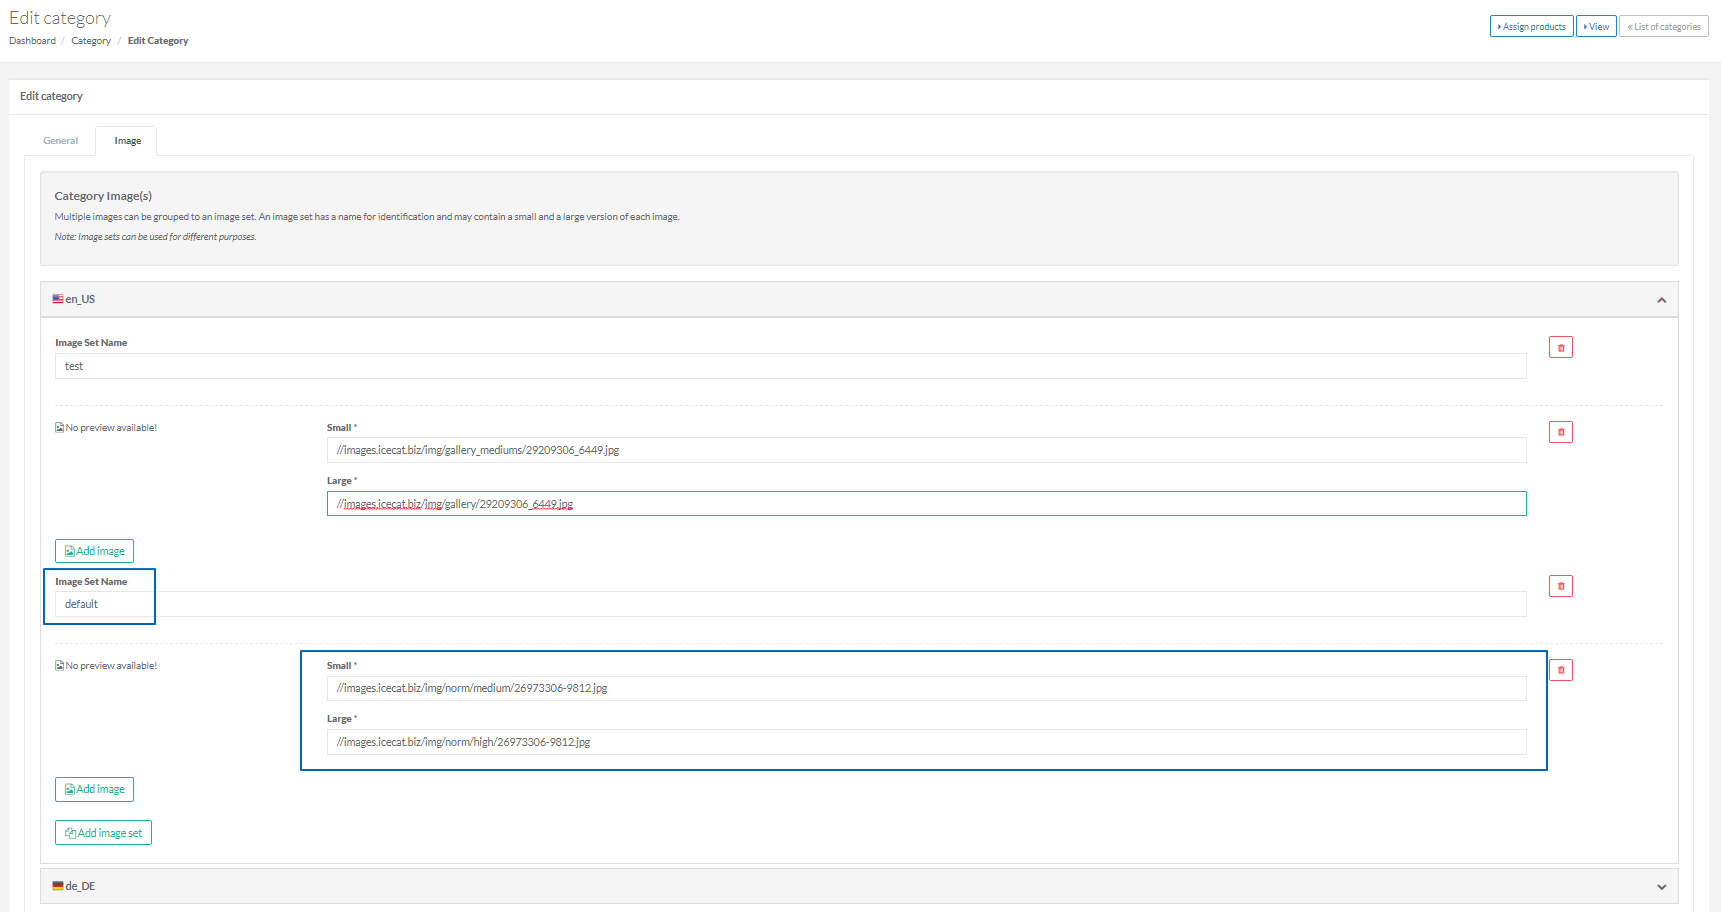 Edit category
Dashboard / Category / Edit Category
Assign products
View
« List of categories
Edit category
General
Image
Category Image(s)
Multiple images can be grouped to an image set. An image set has a name for identification and may contain a small and a large version of each image.
Note: Image sets can be used for different purposes.
en_US
Image Set Name
test
No preview available!
Small *
//images.icecat.biz/img/gallery_mediums/29209306_6449.jpg
Large *
//images.icecat.biz/img/gallery/29209306_6449.jpg
Add image
Image Set Name
default
No preview available!
Small *
//images.icecat.biz/img/norm/medium/26973306-9812.jpg
Large *
//images.icecat.biz/img/norm/high/26973306-9812.jpg
Add image
Add image set
de_DE